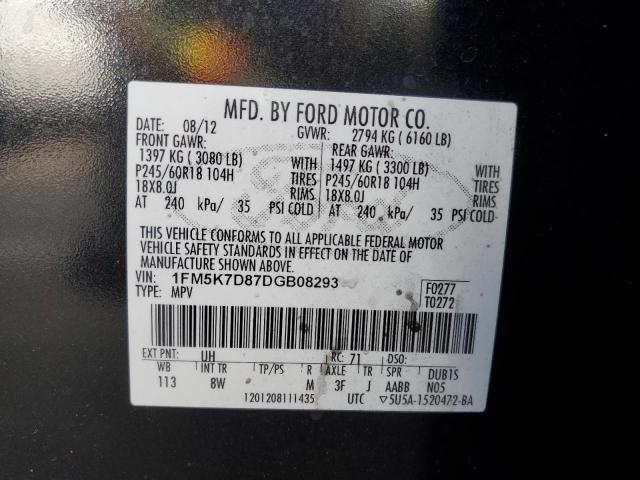 MFD. BY FORD MOTOR CO.
DATE: 08/12 GVWR: 2794 KG ( 6160 LB)
FRONT GAWR: REAR GAWR:
1397 KG ( 3080 LB) WITH 1497 KG ( 3300 LB) WITH
P245/60R18 104H TIRES P245/60R18 104H TIRES
18X8.0J RIMS 18X8.0J RIMS
AT 240 kPa/ 35 PSI COLD AT 240 kPa/ 35 PSI COLD
THIS VEHICLE CONFORMS TO ALL APPLICABLE FEDERAL MOTOR
VEHICLE SAFETY STANDARDS IN EFFECT ON THE DATE OF
MANUFACTURE SHOWN ABOVE.
VIN: 1FM5K7D87DGB08293 F0277
TYPE: MPV T0272
EXT PNT: UH RC: 71 DSO:
WB INT TR TP/PS R AXLE TR SPR DUB1S
113 8W M 3F J AABB N05
1201208111435 UTC ▽5U5A-1520472-BA